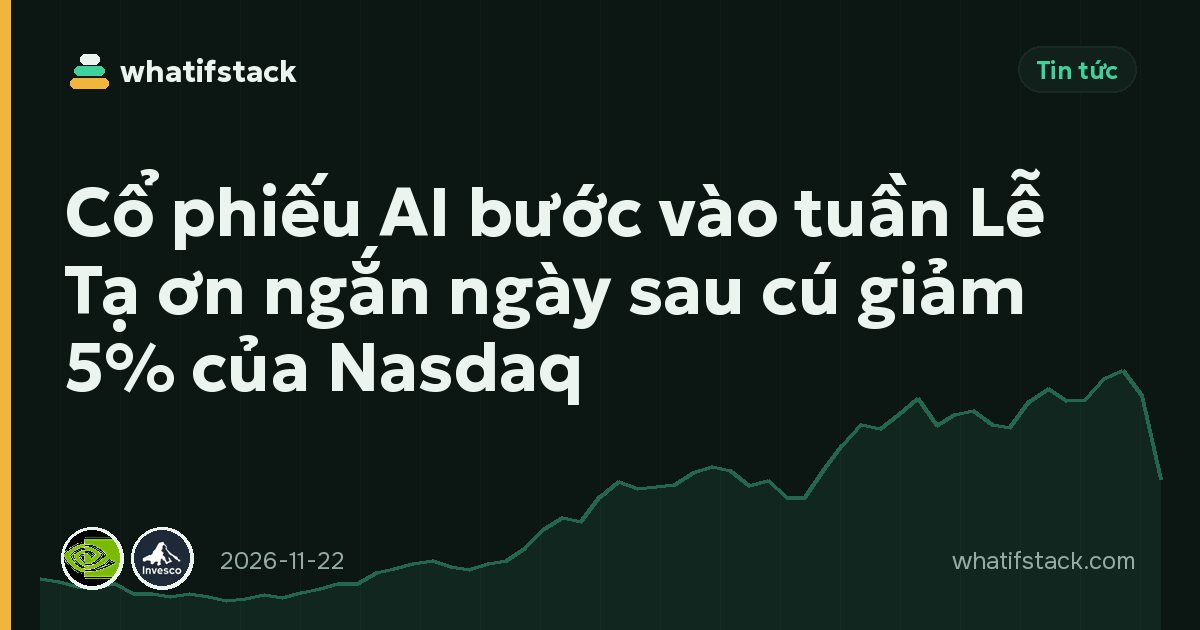 whatifstack
Tin tức
Cổ phiếu AI bước vào tuần Lễ
Tạ ơn ngắn ngày sau cú giảm
5% của Nasdaq
Invesco
2026-11-22
whatifstack.com